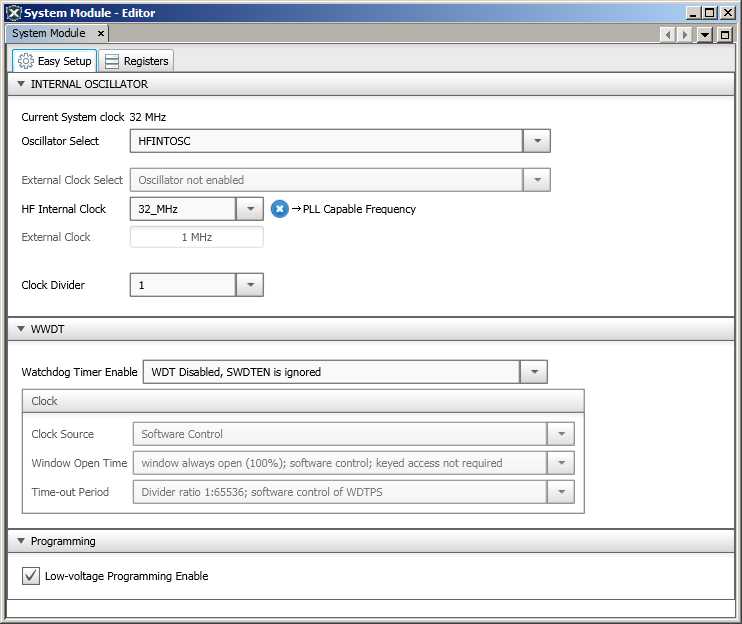 System Module - Editor
System Module
Easy Setup
Registers
INTERNAL OSCILLATOR
Current System clock 32 MHz
Oscillator Select HFINTOSC
External Clock Select Oscillator not enabled
HF Internal Clock 32_MHz →PLL Capable Frequency
External Clock 1 MHz
Clock Divider 1
WWDT
Watchdog Timer Enable WDT Disabled, SWDTEN is ignored
Clock
Clock Source Software Control
Window Open Time window always open (100%); software control; keyed access not required
Time-out Period Divider ratio 1:65536; software control of WDTPS
Programming
Low-voltage Programming Enable